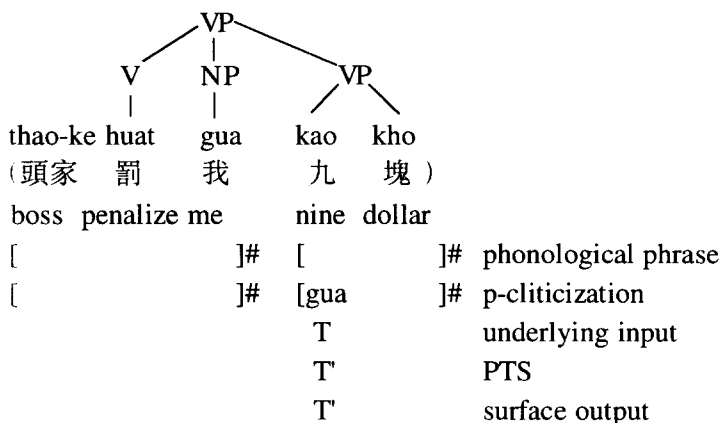 VP
V NP VP
thao-ke huat gua kao kho
(頭家 罰 我 九 塊)
boss penalize me nine dollar
[ ]# [ ]# phonological phrase
[ ]# [gua ]# p-cliticization
T underlying input
T' PTS
T' surface output